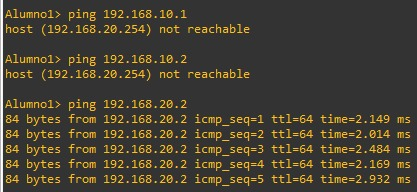 Alumno1> ping 192.168.10.1
host (192.168.20.254) not reachable
Alumno1> ping 192.168.10.2
host (192.168.20.254) not reachable
Alumno1> ping 192.168.20.2
84 bytes from 192.168.20.2 icmp_seq=1 ttl=64 time=2.149 ms
84 bytes from 192.168.20.2 icmp_seq=2 ttl=64 time=2.014 ms
84 bytes from 192.168.20.2 icmp_seq=3 ttl=64 time=2.484 ms
84 bytes from 192.168.20.2 icmp_seq=4 ttl=64 time=2.169 ms
84 bytes from 192.168.20.2 icmp_seq=5 ttl=64 time=2.932 ms